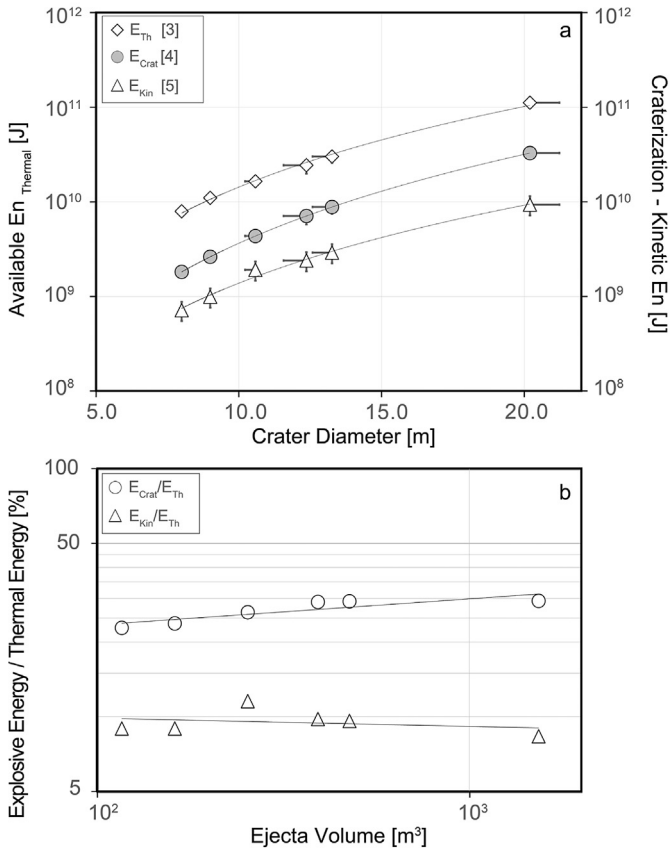 10¹²
10¹²
E_Th [3]
a
E_Crat [4]
E_Kin [5]
10¹¹
10¹¹
Available En_Thermal [J]
10¹⁰
10¹⁰
Craterization - Kinetic En [J]
10⁹
10⁹
10⁸
10⁸
5.0
10.0
15.0
20.0
Crater Diameter [m]
100
E_Crat/E_Th
b
E_Kin/E_Th
50
Explosive Energy / Thermal Energy [%]
5
10²
10³
Ejecta Volume [m³]